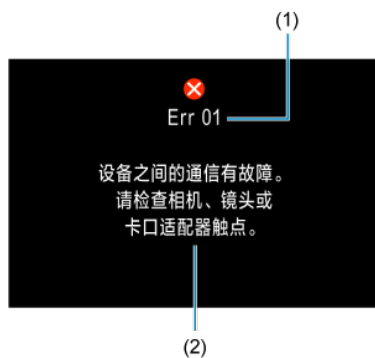 (1)
Err 01
设备之间的通信有故障。
请检查相机、镜头或
卡口适配器触点。
(2)